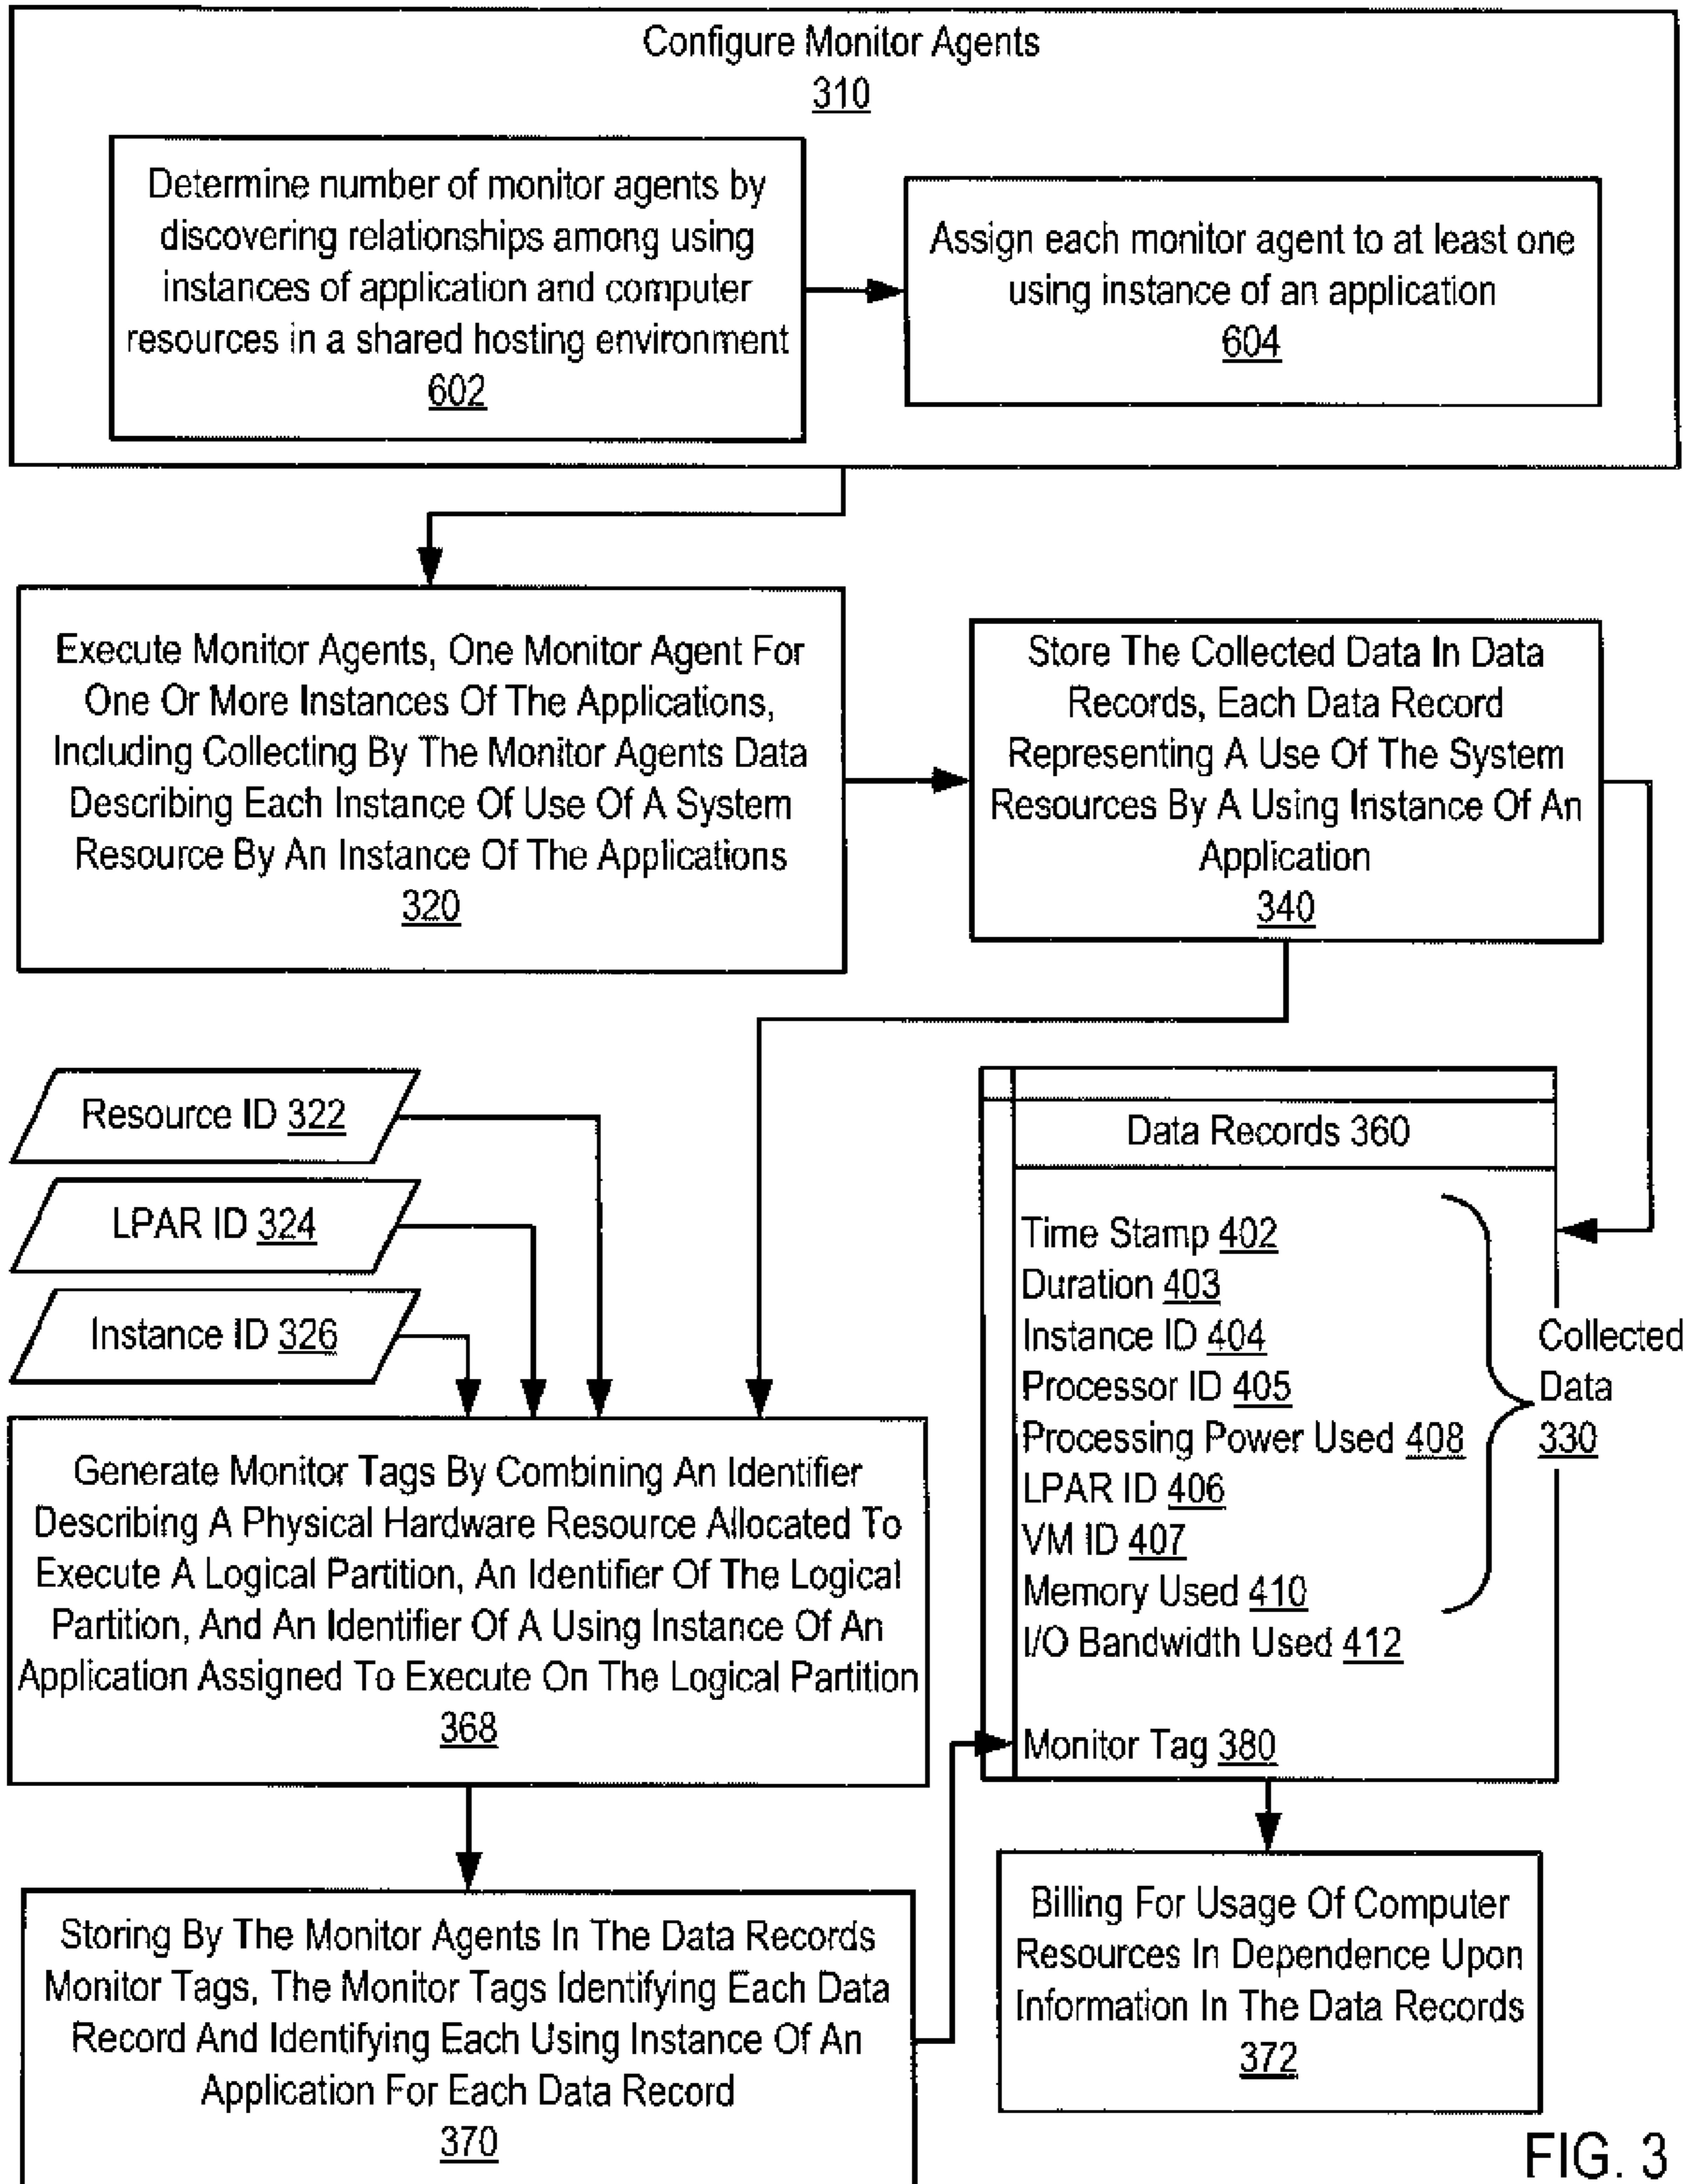 Configure Monitor Agents
310
Determine number of monitor agents by
discovering relationships among using
instances of application and computer
resources in a shared hosting environment
602
Assign each monitor agent to at least one
using instance of an application
604
Execute Monitor Agents, One Monitor Agent For
One Or More Instances Of The Applications,
Including Collecting By The Monitor Agents Data
Describing Each Instance Of Use Of A System
Resource By An Instance Of The Applications
320
Store The Collected Data In Data
Records, Each Data Record
Representing A Use Of The System
Resources By A Using Instance Of An
Application
340
Resource ID 322
LPAR ID 324
Instance ID 326
Data Records 360
Time Stamp 402
Duration 403
Instance ID 404
Processor ID 405
Processing Power Used 408
LPAR ID 406
VM ID 407
Memory Used 410
I/O Bandwidth Used 412
Monitor Tag 380
Collected
Data
330
Generate Monitor Tags By Combining An Identifier
Describing A Physical Hardware Resource Allocated To
Execute A Logical Partition, An Identifier Of The Logical
Partition, And An Identifier Of A Using Instance Of An
Application Assigned To Execute On The Logical Partition
368
Storing By The Monitor Agents In The Data Records
Monitor Tags, The Monitor Tags Identifying Each Data
Record And Identifying Each Using Instance Of An
Application For Each Data Record
370
Billing For Usage Of Computer
Resources In Dependence Upon
Information In The Data Records
372
FIG. 3